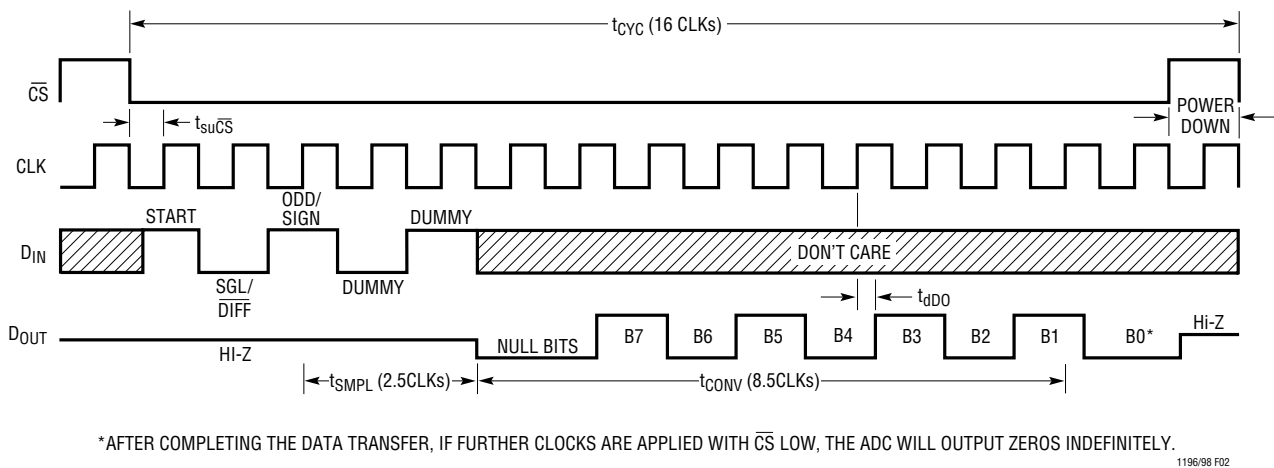 tCYC (16 CLKs)
CS
POWER
DOWN
tsuCS
CLK
ODD/
SIGN
START
DUMMY
DIN
DON'T CARE
SGL/
DIFF
DUMMY
tdDO
DOUT
HI-Z
NULL BITS
B7
B6
B5
B4
B3
B2
B1
B0*
Hi-Z
tSMPL (2.5CLKs)
tCONV (8.5CLKs)
*AFTER COMPLETING THE DATA TRANSFER, IF FURTHER CLOCKS ARE APPLIED WITH CS LOW, THE ADC WILL OUTPUT ZEROS INDEFINITELY.
1196/98 F02